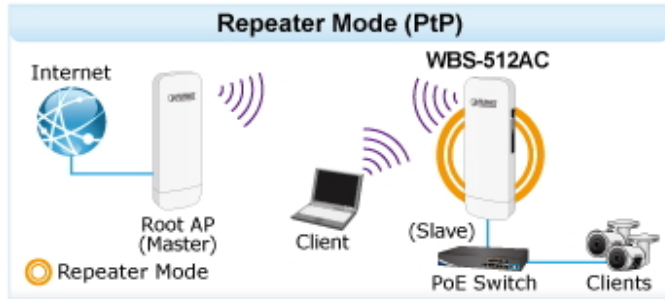 Repeater Mode (PtP)
Internet
WBS-512AC
Root AP
(Master)
Client
(Slave)
Repeater Mode
PoE Switch
Clients